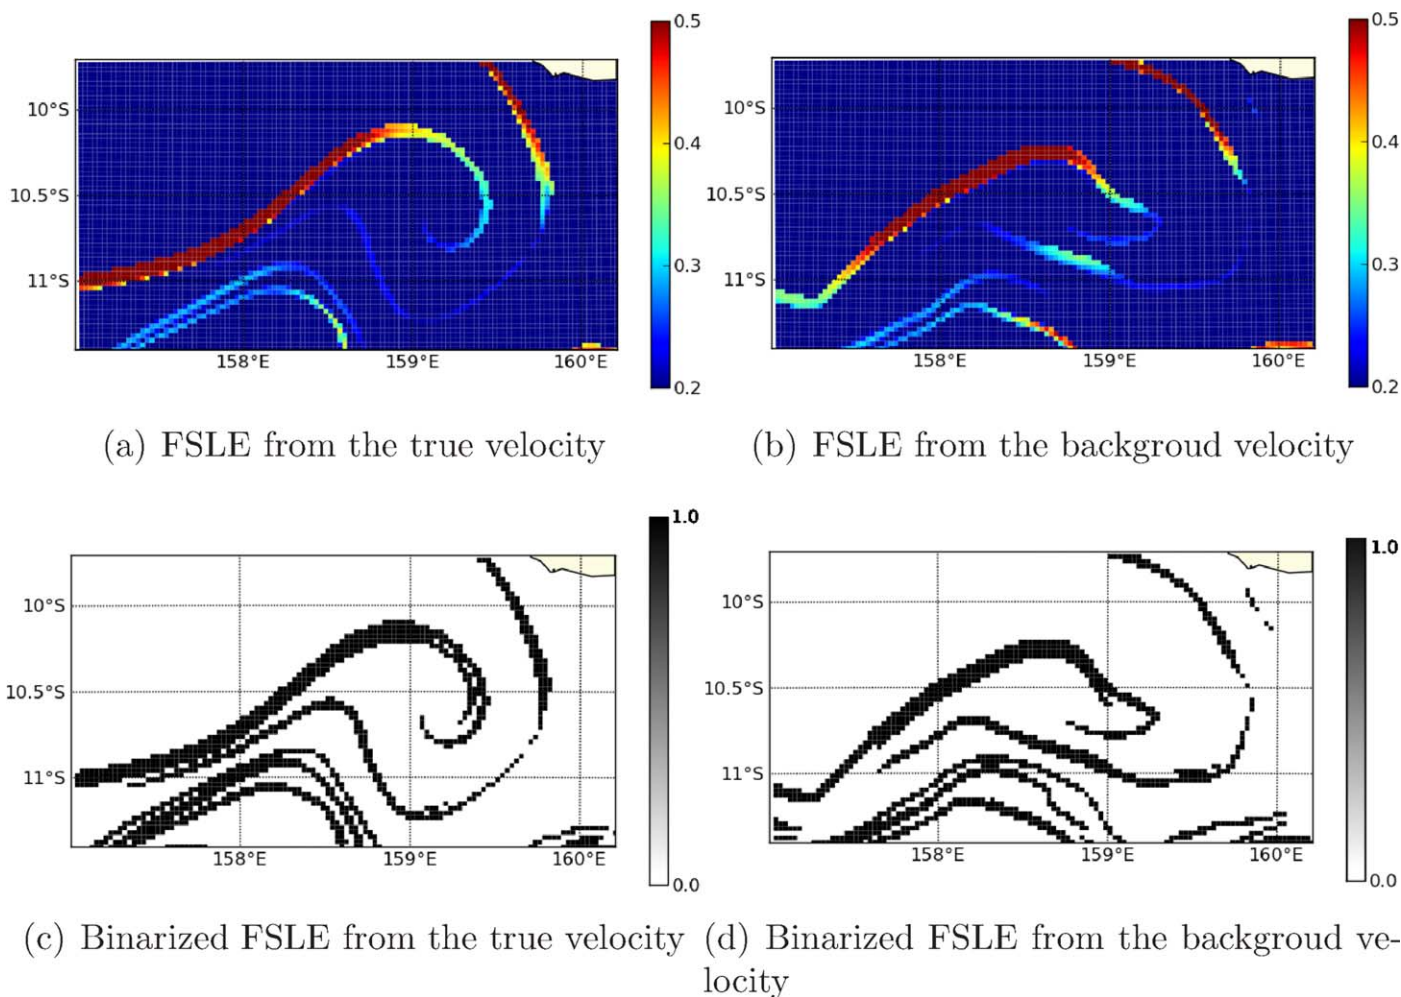 0.5
10°S
0.4
10.5°S
0.3
11°S
158°E 159°E 160°E
0.2
(a) FSLE from the true velocity
0.5
10°S
0.4
10.5°S
0.3
11°S
158°E 159°E 160°E
0.2
(b) FSLE from the backgroud velocity
1.0
10°S
10.5°S
11°S
158°E 159°E 160°E
0.0
(c) Binarized FSLE from the true velocity
1.0
10°S
10.5°S
11°S
158°E 159°E 160°E
0.0
(d) Binarized FSLE from the backgroud ve-
locity